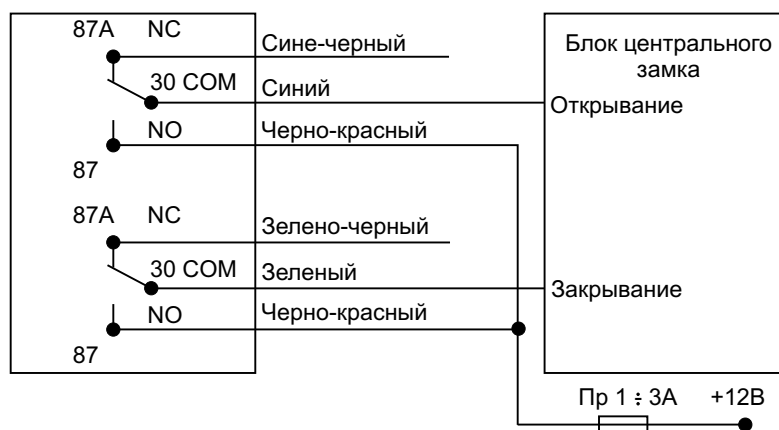 87A NC
Сине-черный
30 COM
Синий
NO
Черно-красный
87
87A NC
Зелено-черный
30 COM
Зеленый
NO
Черно-красный
87
Блок центрального
замка
Открывание
Закрывание
Пр 1 ÷ 3А
+12В